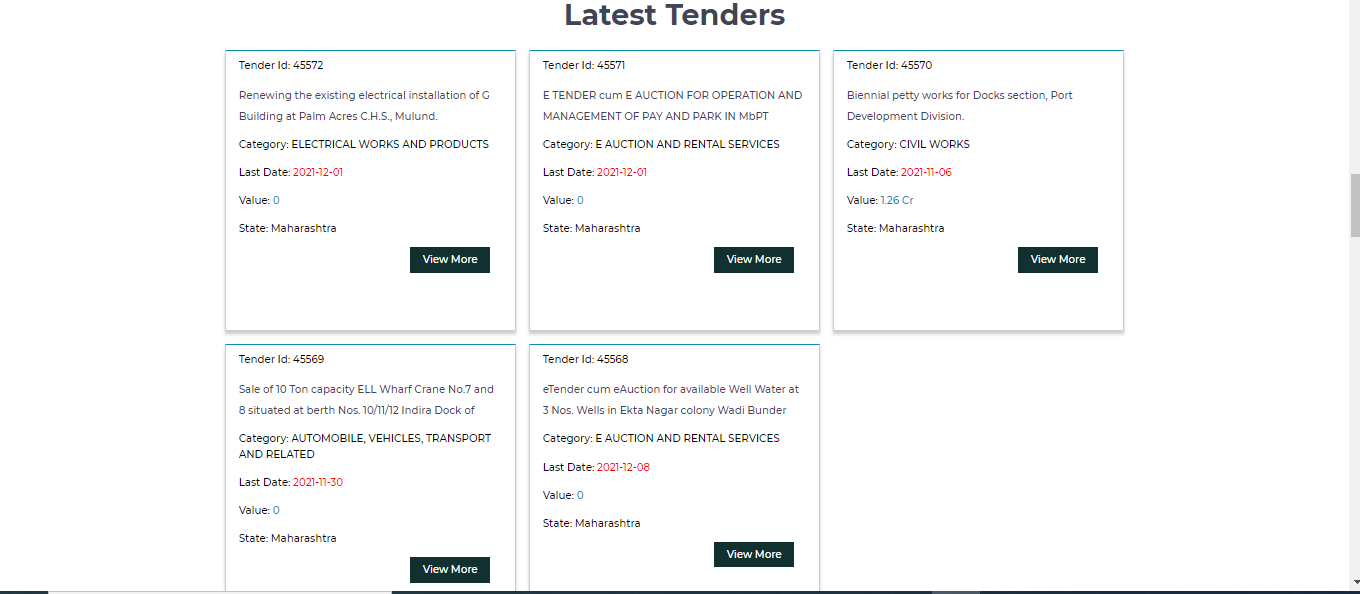 Latest Tenders
Tender Id: 45572
Renewing the existing electrical installation of G
Building at Palm Acres C.H.S., Mulund.
Category: ELECTRICAL WORKS AND PRODUCTS
Last Date: 2021-12-01
Value: 0
State: Maharashtra
View More
Tender Id: 45571
E TENDER cum E AUCTION FOR OPERATION AND
MANAGEMENT OF PAY AND PARK IN MbPT
Category: E AUCTION AND RENTAL SERVICES
Last Date: 2021-12-01
Value: 0
State: Maharashtra
View More
Tender Id: 45570
Biennial petty works for Docks section, Port
Development Division.
Category: CIVIL WORKS
Last Date: 2021-11-06
Value: 1.26 Cr
State: Maharashtra
View More
Tender Id: 45569
Sale of 10 Ton capacity ELL Wharf Crane No.7 and
8 situated at berth Nos. 10/11/12 Indira Dock of
Category: AUTOMOBILE, VEHICLES, TRANSPORT
AND RELATED
Last Date: 2021-11-30
Value: 0
State: Maharashtra
View More
Tender Id: 45568
eTender cum eAuction for available Well Water at
3 Nos. Wells in Ekta Nagar colony Wadi Bunder
Category: E AUCTION AND RENTAL SERVICES
Last Date: 2021-12-08
Value: 0
State: Maharashtra
View More